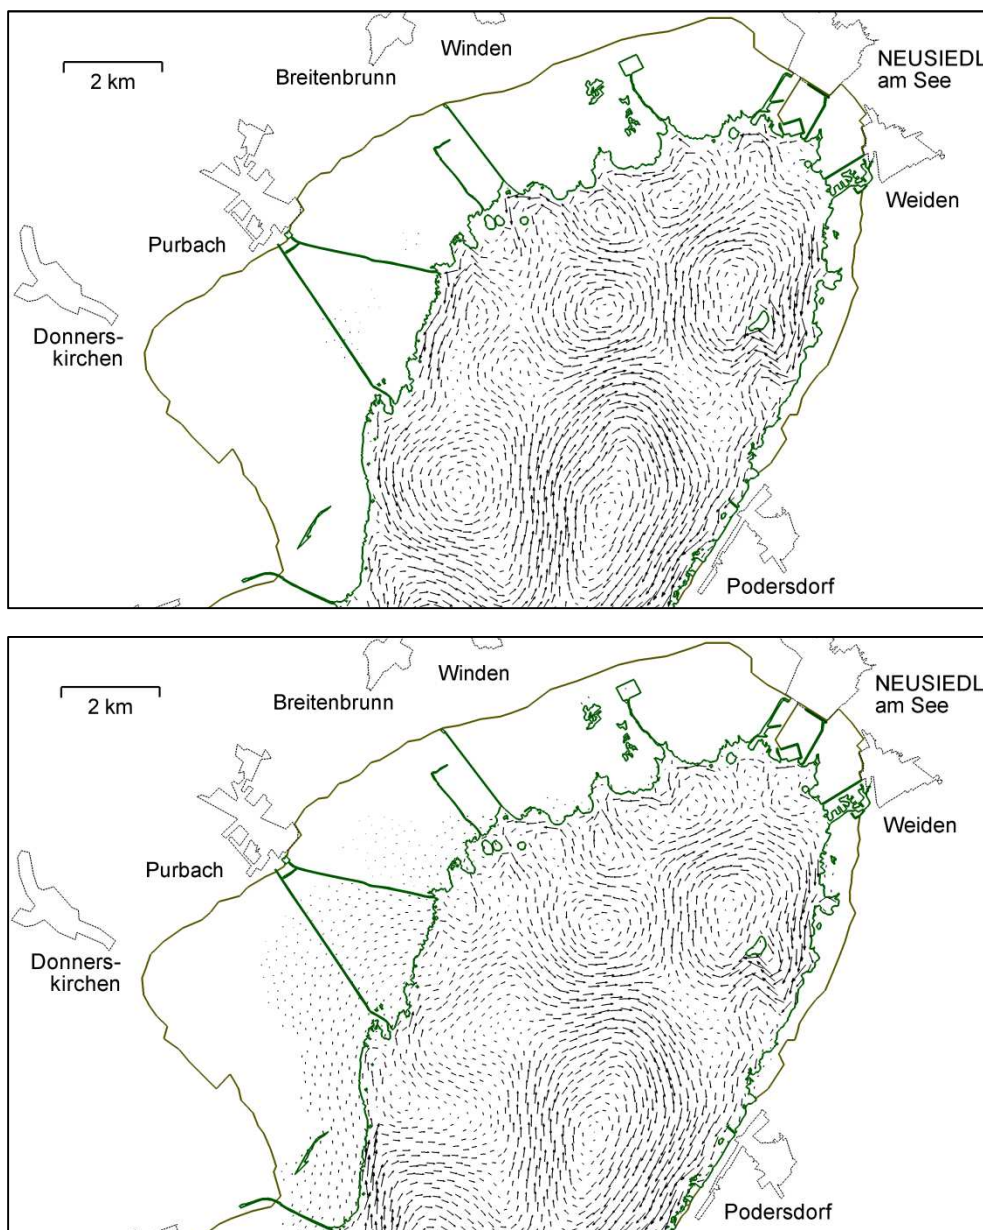 Winden
Breitenbrunn
NEUSIEDL
am See
2 km
Weiden
Purbach
Donners-
kirchen
Podersdorf
Winden
Breitenbrunn
NEUSIEDL
am See
2 km
Weiden
Purbach
Donners-
kirchen
Podersdorf